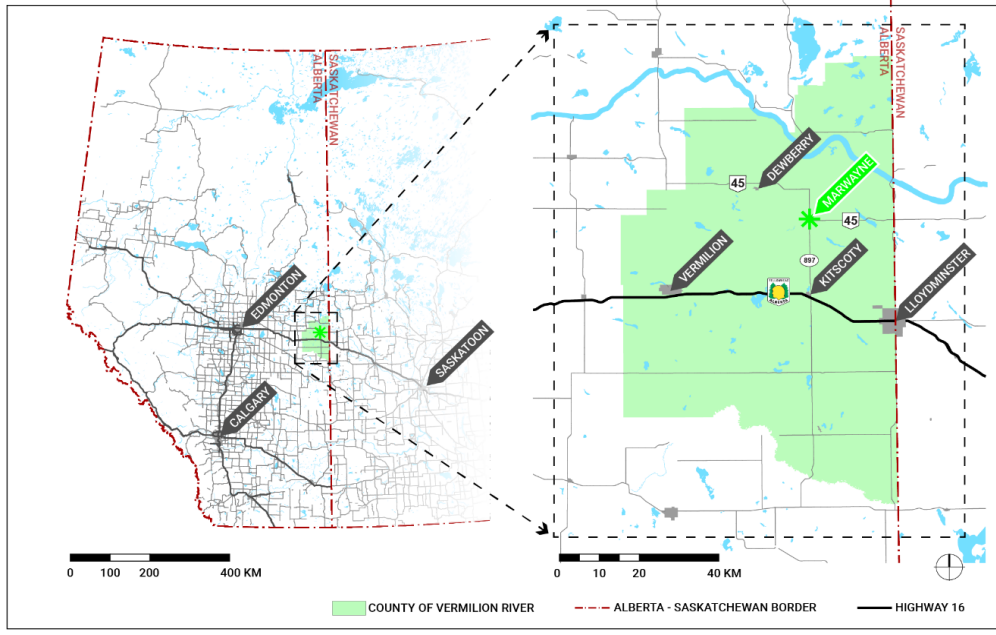 SASKATCHEWAN
ALBERTA
EDMONTON
CALGARY
SASKATOON
0 100 200 400 KM
SASKATCHEWAN
ALBERTA
DEWBERRY
45
MARWAYNE
45
897
VERMILION
KITSCOTY
LLOYDMINSTER
0 10 20 40 KM
COUNTY OF VERMILION RIVER
ALBERTA - SASKATCHEWAN BORDER
HIGHWAY 16